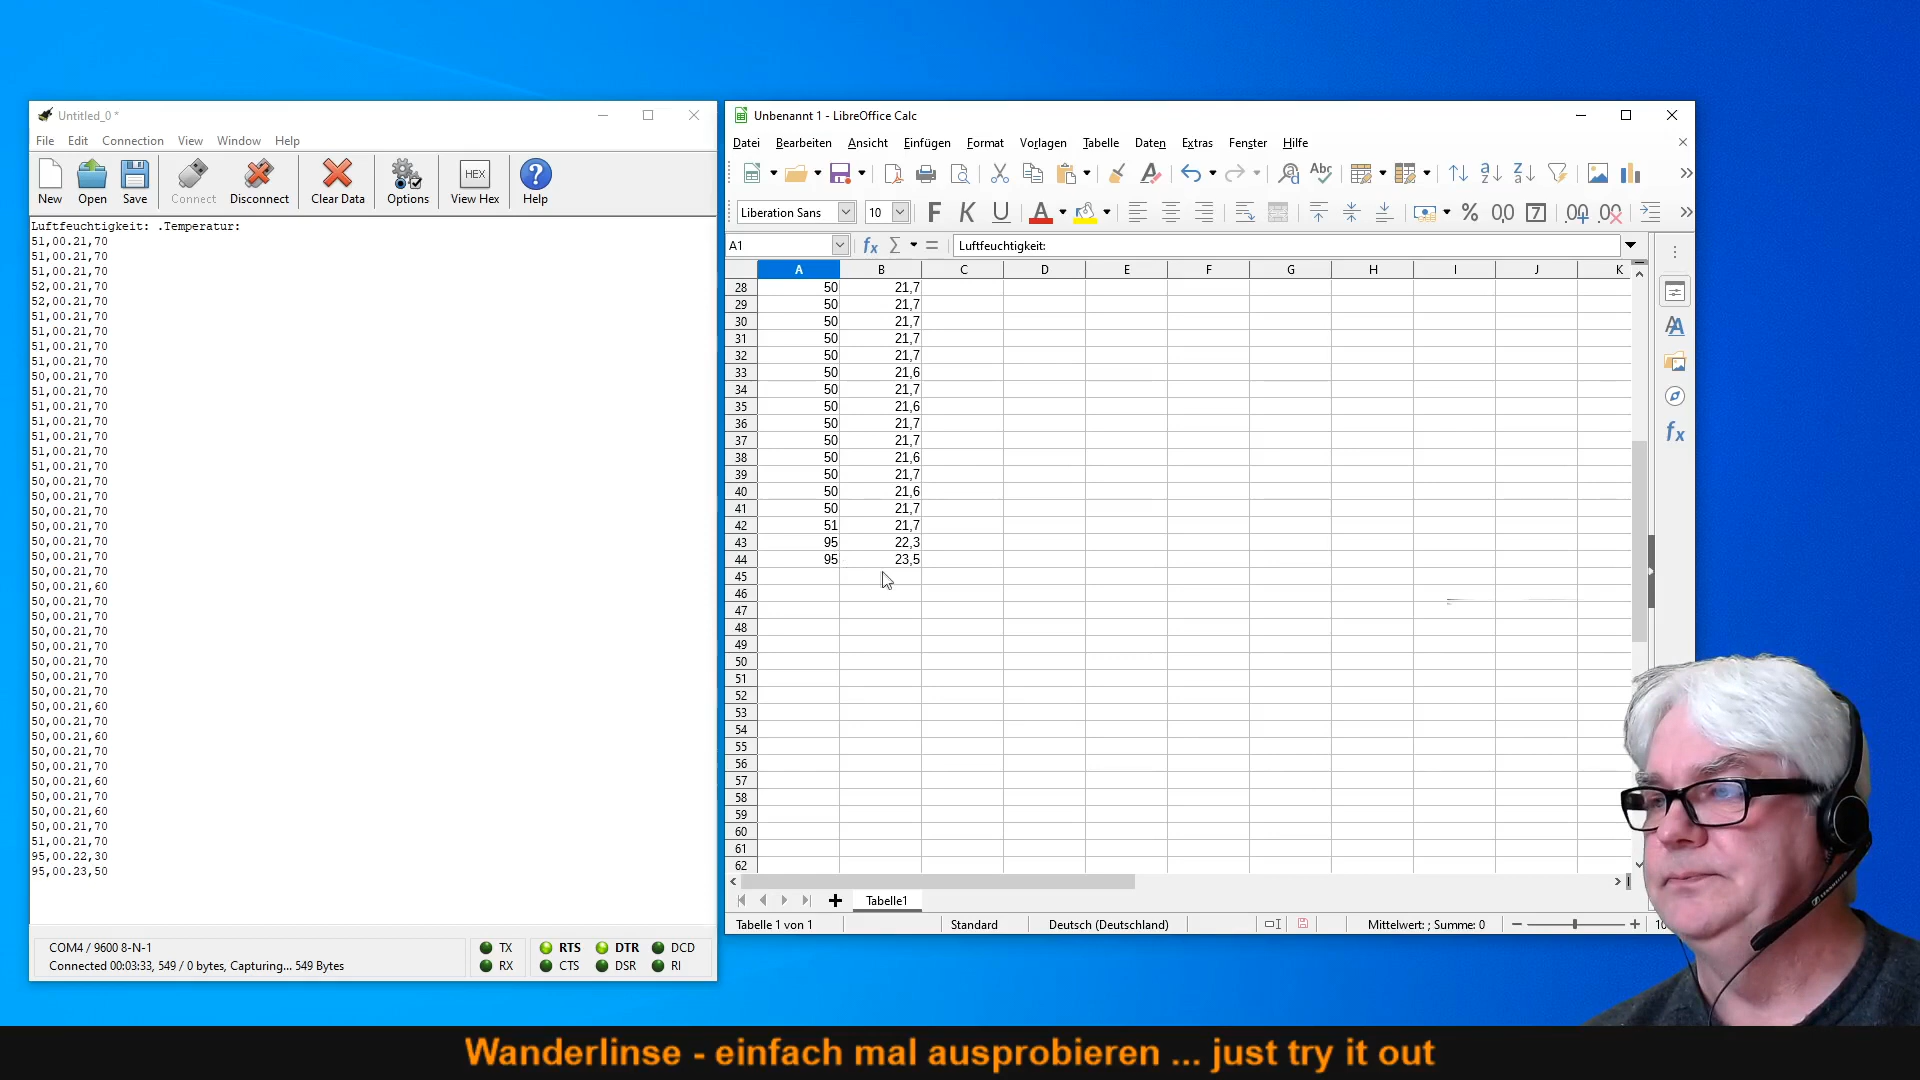 Untitled_0 *
File Edit Connection View Window Help
New Open Save Connect Disconnect Clear Data Options HEX View Hex Help
Luftfeuchtigkeit: .Temperatur:
51,00.21,70
51,00.21,70
51,00.21,70
52,00.21,70
52,00.21,70
51,00.21,70
51,00.21,70
51,00.21,70
51,00.21,70
50,00.21,70
51,00.21,70
51,00.21,70
51,00.21,70
51,00.21,70
51,00.21,70
51,00.21,70
50,00.21,70
50,00.21,70
50,00.21,70
50,00.21,70
50,00.21,70
50,00.21,70
50,00.21,70
50,00.21,60
50,00.21,70
50,00.21,70
50,00.21,70
50,00.21,70
50,00.21,70
50,00.21,70
50,00.21,70
50,00.21,60
50,00.21,70
50,00.21,60
50,00.21,70
50,00.21,70
50,00.21,60
50,00.21,70
50,00.21,60
50,00.21,70
51,00.21,70
95,00.22,30
95,00.23,50
COM4 / 9600 8-N-1
Connected 00:03:33, 549 / 0 bytes, Capturing... 549 Bytes
TX RTS DTR DCD
RX CTS DSR RI
Unbenannt 1 - LibreOffice Calc
Datei Bearbeiten Ansicht Einfügen Format Vorlagen Tabelle Daten Extras Fenster Hilfe
Liberation Sans 10 F K U
A1 Luftfeuchtigkeit:
A B C D E F G H I J K
28 50 21,7
29 50 21,7
30 50 21,7
31 50 21,7
32 50 21,7
33 50 21,6
34 50 21,7
35 50 21,6
36 50 21,7
37 50 21,7
38 50 21,6
39 50 21,7
40 50 21,6
41 50 21,7
42 51 21,7
43 95 22,3
44 95 23,5
45
46
47
48
49
50
51
52
53
54
55
56
57
58
59
60
61
62
Tabelle1
Tabelle 1 von 1 Standard Deutsch (Deutschland) Mittelwert: ; Summe: 0
Wanderlinse - einfach mal ausprobieren ... just try it out